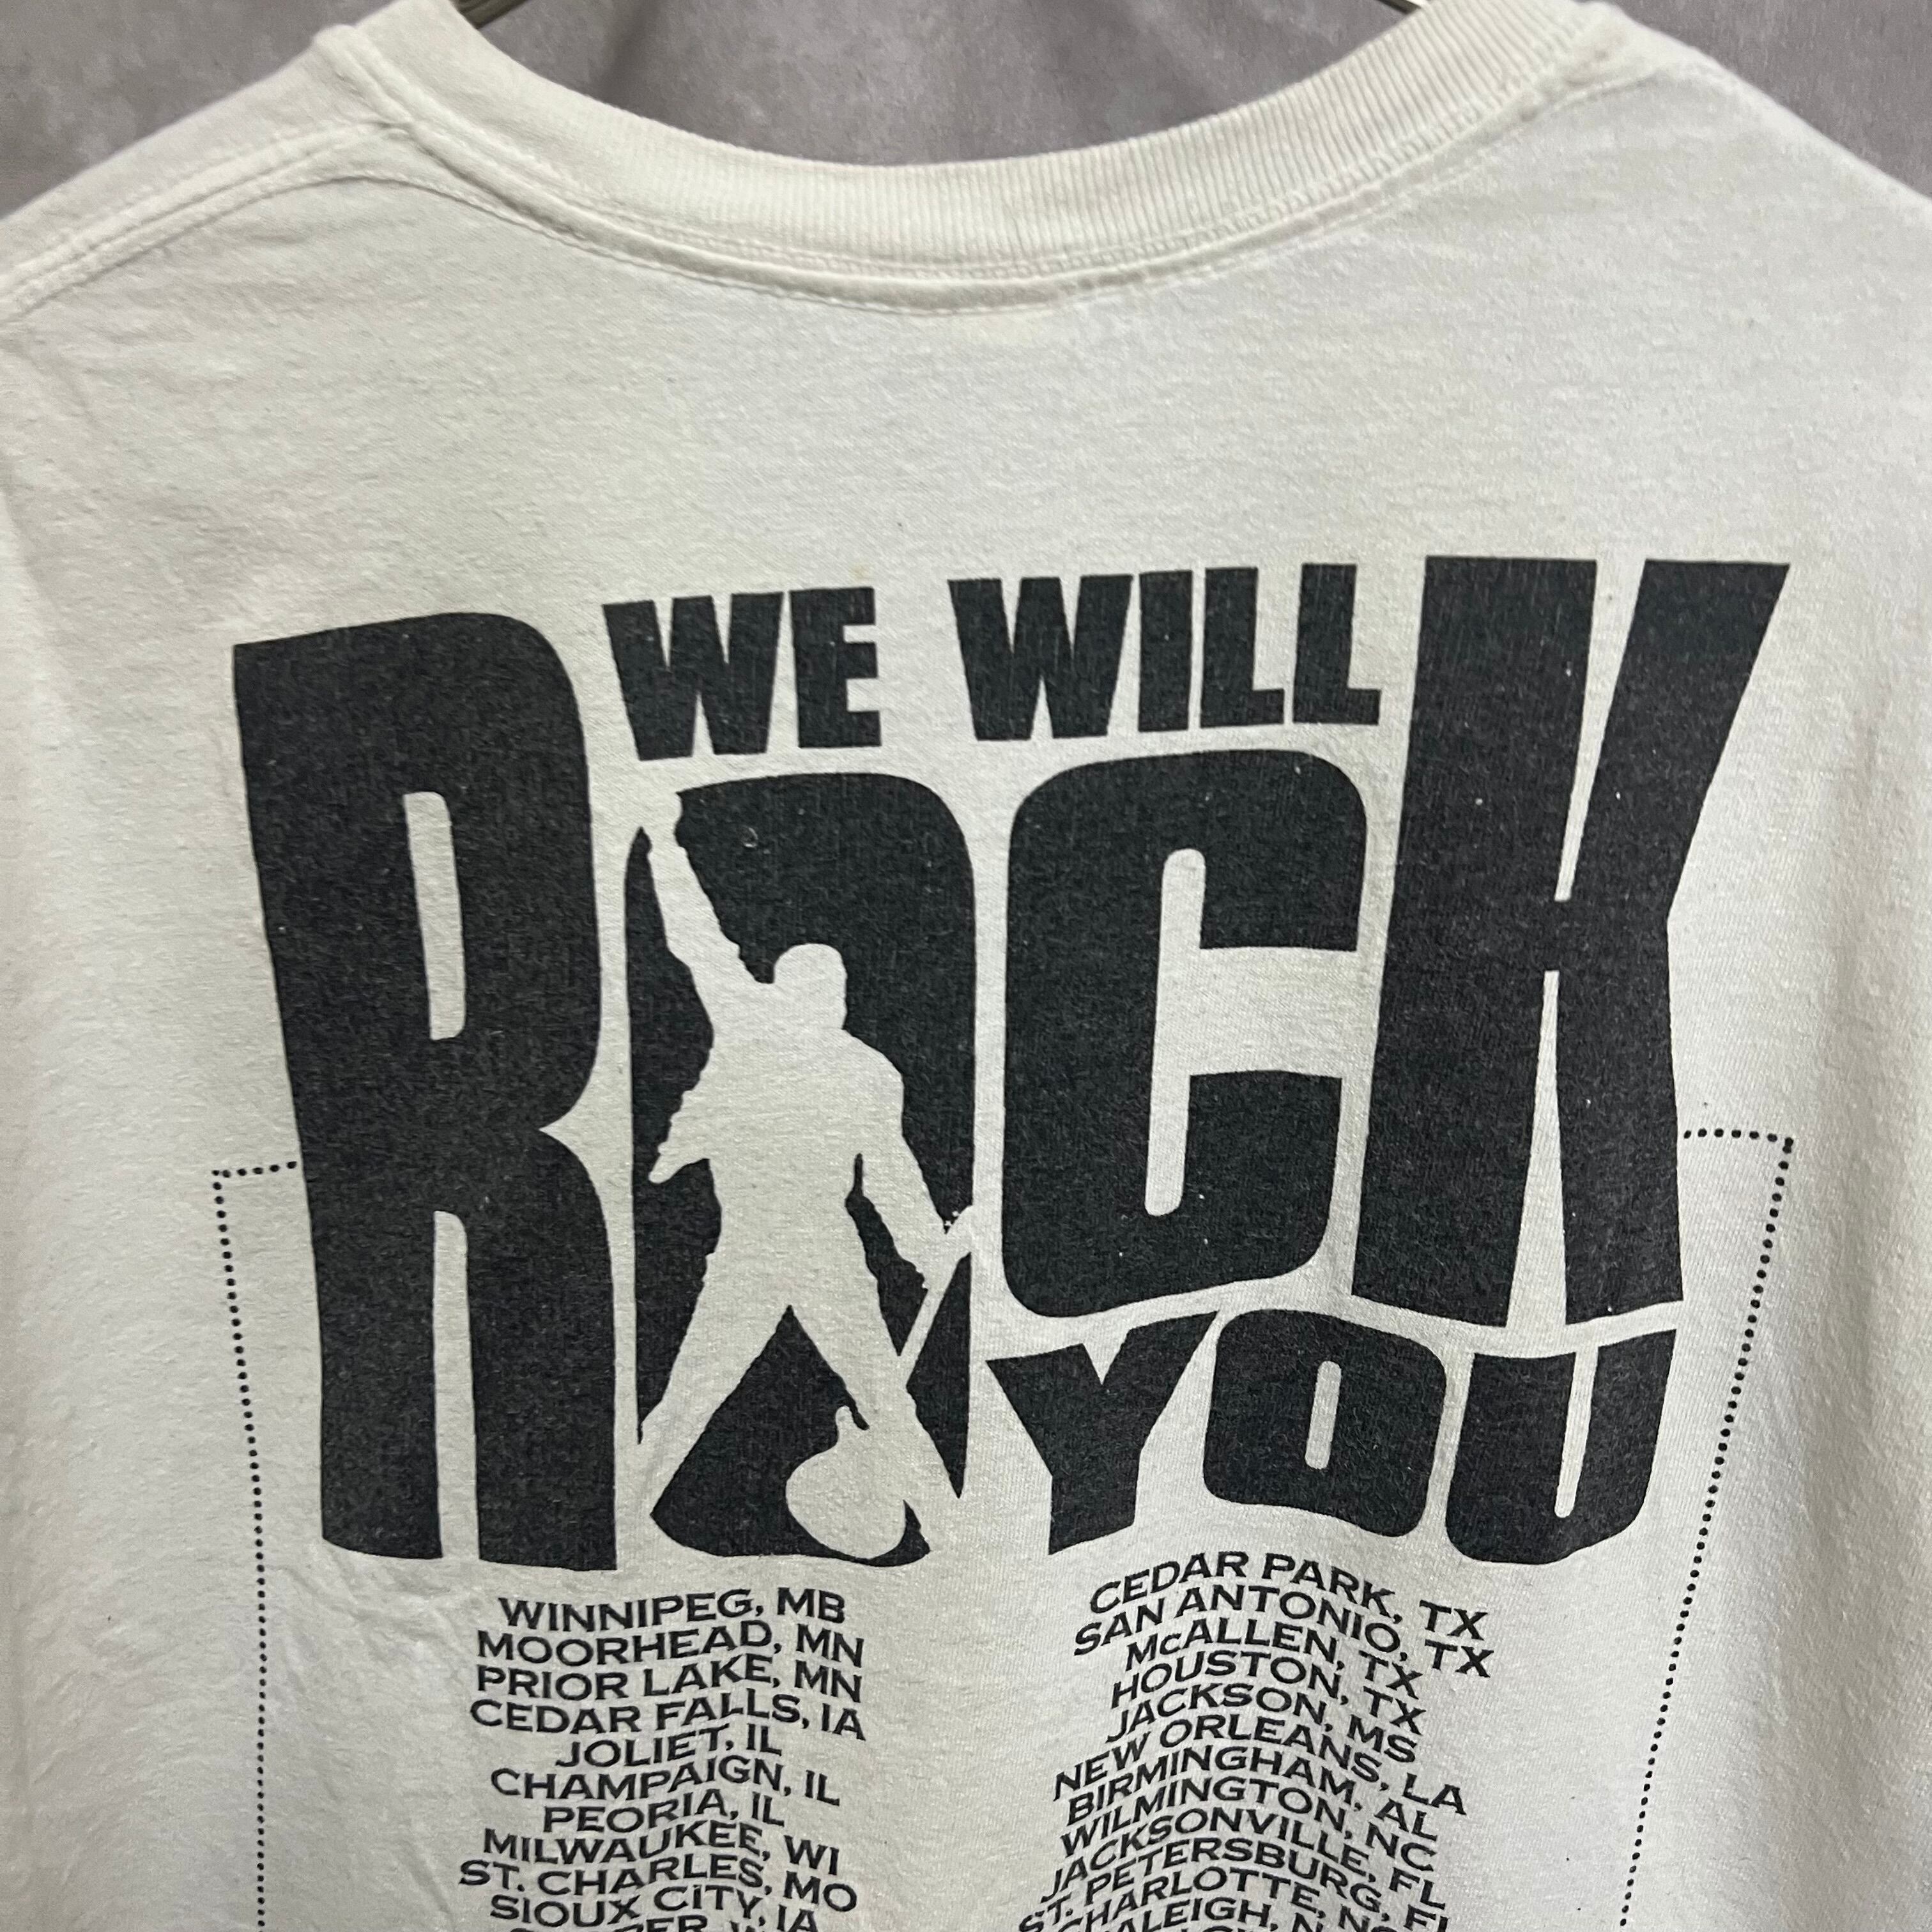 WE WILL
ROCK
YOU
WINNIPEG, MB
MOORHEAD, MN
PRIOR LAKE, MN
CEDAR FALLS, IA
JOLIET, IL
CHAMPAIGN, IL
PEORIA, IL
MILWAUKEE, WI
ST. CHARLES, MO
SIOUX CITY, IA
CEDAR PARK, TX
SAN ANTONIO, TX
McALLEN, TX
HOUSTON, TX
JACKSON, MS
NEW ORLEANS, LA
BIRMINGHAM, AL
WILMINGTON, NC
JACKSONVILLE, FL
ST. PETERSBURG, FL
CHARLOTTE, NC